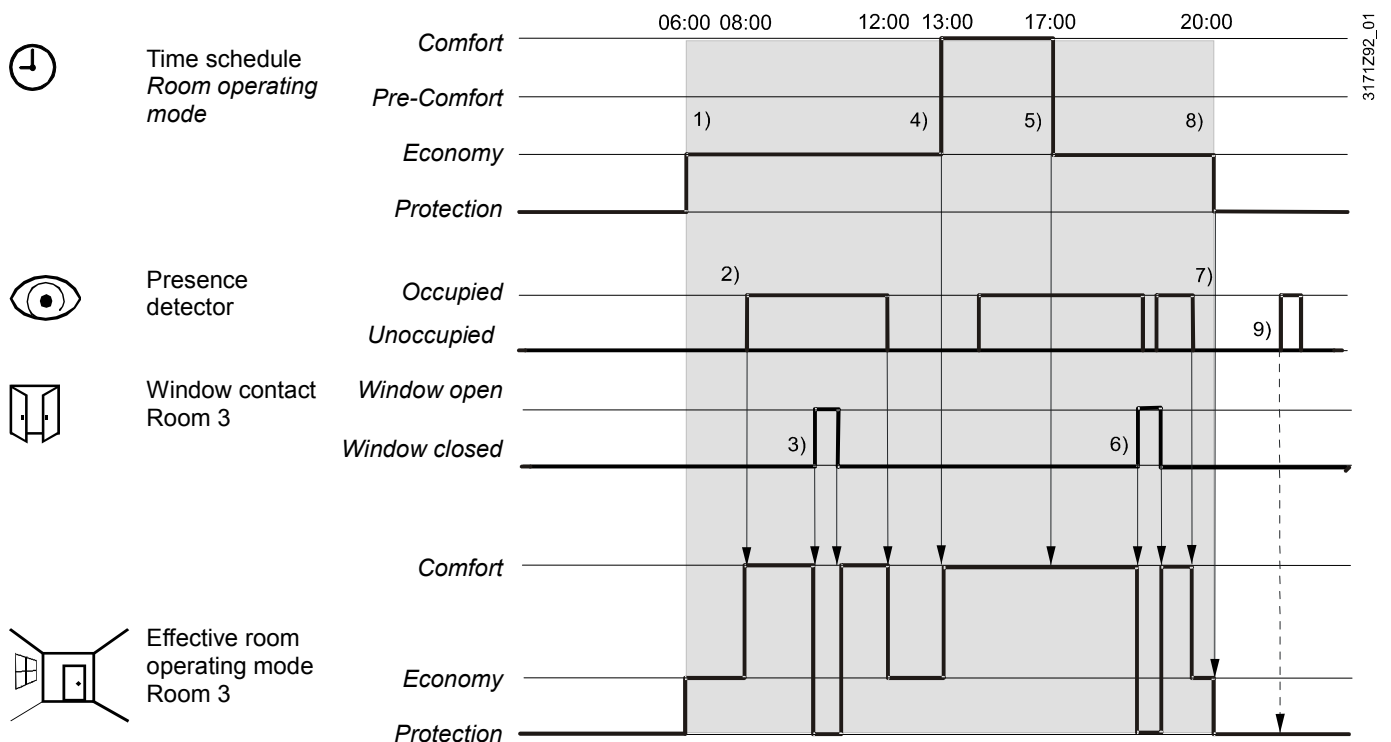 06:00 08:00 12:00 13:00 17:00 20:00
3171Z92_01
Comfort
Time schedule
Room operating
mode
Pre-Comfort
1) 4) 5) 8)
Economy
Protection
Presence
detector
2) 7)
Occupied
Unoccupied
9)
Window contact
Room 3
Window open
Window closed
3) 6)
Comfort
Effective room
operating mode
Room 3
Economy
Protection